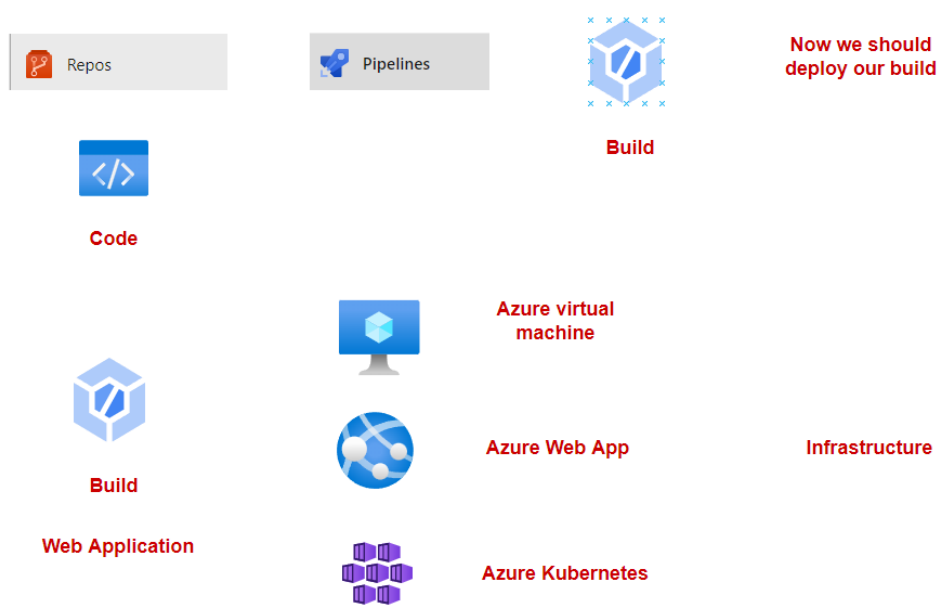 Repos
Pipelines
Now we should
deploy our build
Build
Code
Azure virtual
machine
Azure Web App
Infrastructure
Build
Web Application
Azure Kubernetes